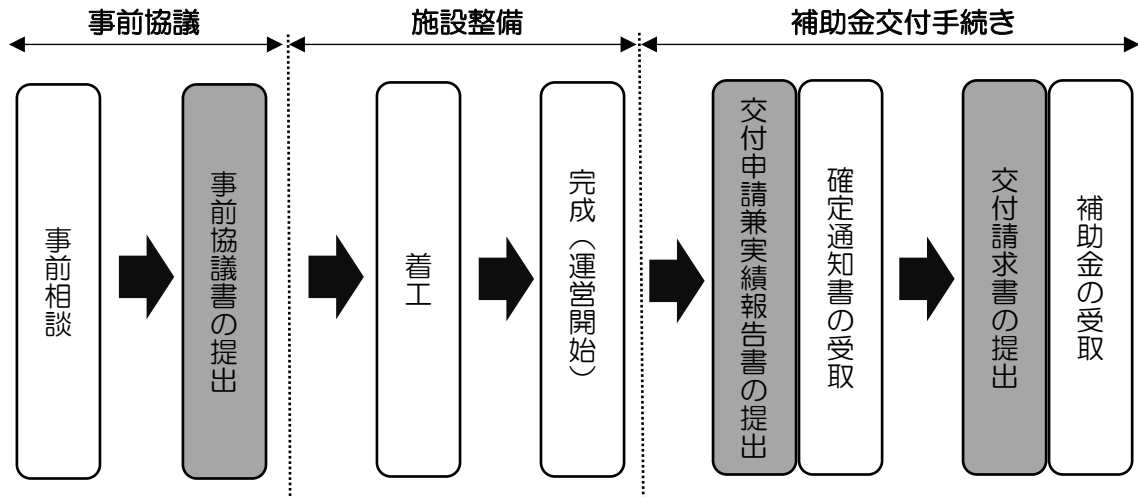 事前協議
施設整備
補助金交付手続き
事前相談
事前協議書の提出
着工
完成（運営開始）
交付申請兼実績報告書の提出
確定通知書の受取
交付請求書の提出
補助金の受取